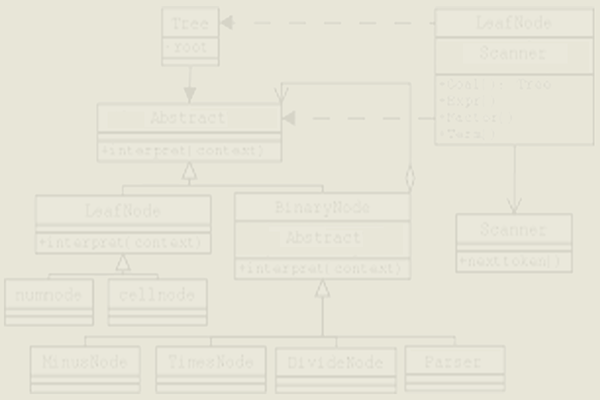 Tree
-root
LeafNode
Scanner
+Goal(): Tree
+Expr()
+Factor()
+Term()
Abstract
+interpret(context)
LeafNode
+interpret(context)
BinaryNode
Abstract
+interpret(context)
Scanner
+nexttoken()
numnode
cellnode
MinusNode
TimesNode
DivideNode
Parser